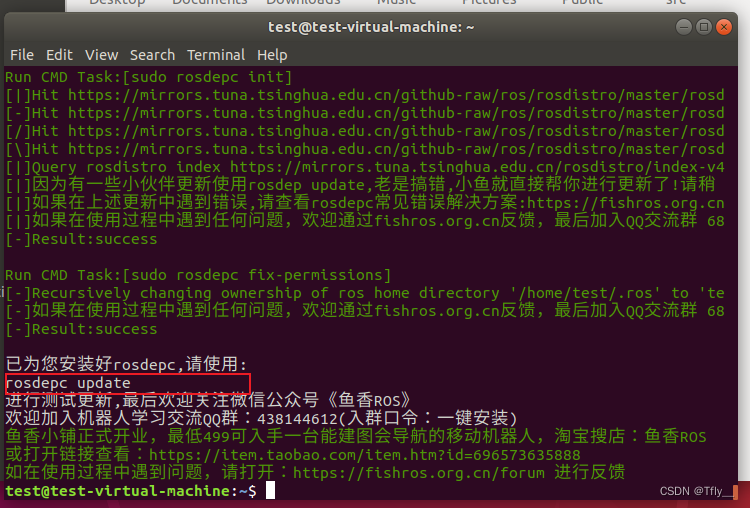 Desktop Documents Downloads Music Pictures Public src
test@test-virtual-machine: ~
File Edit View Search Terminal Help
Run CMD Task:[sudo rosdepc init]
[|]Hit https://mirrors.tuna.tsinghua.edu.cn/github-raw/ros/rosdistro/master/rosd
[-]Hit https://mirrors.tuna.tsinghua.edu.cn/github-raw/ros/rosdistro/master/rosd
[/]Hit https://mirrors.tuna.tsinghua.edu.cn/github-raw/ros/rosdistro/master/rosd
[\]Hit https://mirrors.tuna.tsinghua.edu.cn/github-raw/ros/rosdistro/master/rosd
[|]Query rosdistro index https://mirrors.tuna.tsinghua.edu.cn/rosdistro/index-v4
[|]因为有一些小伙伴更新使用rosdep update,老是搞错,小鱼就直接帮你进行更新了!请稍
[|]如果在上述更新中遇到错误,请查看rosdepc常见错误解决方案:https://fishros.org.cn
[|]如果在使用过程中遇到任何问题，欢迎通过fishros.org.cn反馈，最后加入QQ交流群 68
[-]Result:success
Run CMD Task:[sudo rosdepc fix-permissions]
[-]Recursively changing ownership of ros home directory '/home/test/.ros' to 'te
[-]如果在使用过程中遇到任何问题，欢迎通过fishros.org.cn反馈，最后加入QQ交流群 68
[-]Result:success
已为您安装好rosdepc,请使用:
rosdepc update
进行测试更新,最后欢迎关注微信公众号《鱼香ROS》
欢迎加入机器人学习交流QQ群：438144612(入群口令：一键安装)
鱼香小铺正式开业，最低499可入手一台能建图会导航的移动机器人，淘宝搜店：鱼香ROS
或打开链接查看：https://item.taobao.com/item.htm?id=696573635888
如在使用过程中遇到问题，请打开：https://fishros.org.cn/forum 进行反馈
test@test-virtual-machine:~$
CSDN @Tfly__